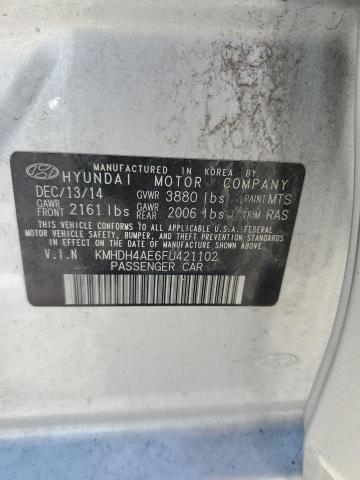 MANUFACTURED IN KOREA BY
HYUNDAI MOTOR COMPANY
DEC/13/14 GVWR 3880 lbs PAINT MTS
GAWR FRONT 2161 lbs GAWR REAR 2006 lbs TRIM RAS
THIS VEHICLE CONFORMS TO ALL APPLICABLE U.S.A. FEDERAL
MOTOR VEHICLE SAFETY, BUMPER, AND THEFT PREVENTION
STANDARDS IN EFFECT ON THE DATE OF MANUFACTURE SHOWN ABOVE.
V.I.N KMHDH4AE6FU421102
PASSENGER CAR